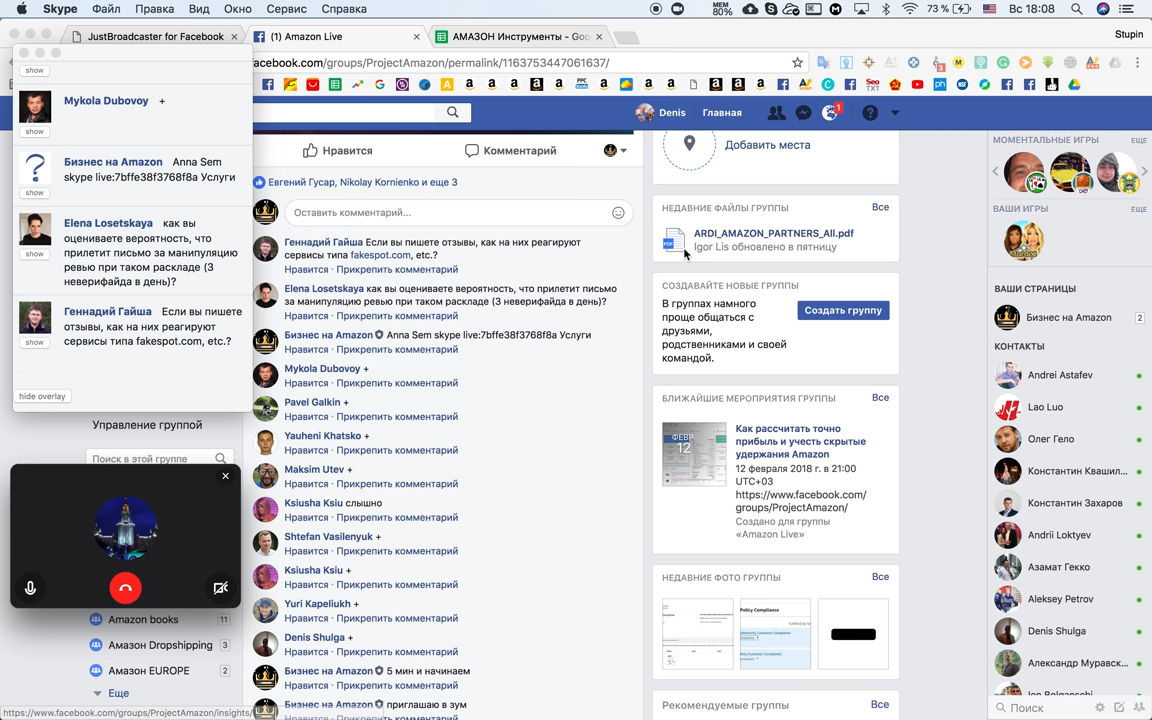 Skype Файл Правка Вид Окно Сервис Справка
MEM 80% 73 % Вс 18:08
JustBroadcaster for Facebook
(1) Amazon Live
АМАЗОН Инструменты - Goo
Stupin
facebook.com/groups/ProjectAmazon/permalink/1163753447061637/
Denis Главная
1
show
Mykola Dubovoy +
show
Бизнес на Amazon Anna Sem
skype live:7bffe38f3768f8a Услуги
show
Elena Losetskaya как вы
оцениваете вероятность, что
прилетит письмо за манипуляцию
ревью при таком раскладе (3
неверифайда в день)?
show
Геннадий Гайша Если вы пишете
отзывы, как на них реагируют
сервисы типа fakespot.com, etc.?
show
hide overlay
Управление группой
Поиск в этой группе
Amazon books 11
Амазон Dropshipping 3
Амазон EUROPE 2
Еще
https://www.facebook.com/groups/ProjectAmazon/insights/
Нравится Комментарий
Евгений Гусар, Nikolay Kornienko и еще 3
Оставить комментарий...
Геннадий Гайша Если вы пишете отзывы, как на них реагируют
сервисы типа fakespot.com, etc.?
Нравится · Прикрепить комментарий
Elena Losetskaya как вы оцениваете вероятность, что прилетит письмо
за манипуляцию ревью при таком раскладе (3 неверифайда в день)?
Нравится · Прикрепить комментарий
Бизнес на Amazon Anna Sem skype live:7bffe38f3768f8a Услуги
Нравится · Прикрепить комментарий
Mykola Dubovoy +
Нравится · Прикрепить комментарий
Pavel Galkin +
Нравится · Прикрепить комментарий
Yauheni Khatsko +
Нравится · Прикрепить комментарий
Maksim Utev +
Нравится · Прикрепить комментарий
Ksiusha Ksiu слышно
Нравится · Прикрепить комментарий
Shtefan Vasilenyuk +
Нравится · Прикрепить комментарий
Ksiusha Ksiu +
Нравится · Прикрепить комментарий
Yuri Kapeliukh +
Нравится · Прикрепить комментарий
Denis Shulga +
Нравится · Прикрепить комментарий
Бизнес на Amazon 5 мин и начинаем
Нравится · Прикрепить комментарий
Бизнес на Amazon приглашаю в зум
Добавить места
НЕДАВНИЕ ФАЙЛЫ ГРУППЫ Все
PDF
ARDI_AMAZON_PARTNERS_All.pdf
Igor Lis обновлено в пятницу
СОЗДАВАЙТЕ НОВЫЕ ГРУППЫ
В группах намного
проще общаться с
друзьями,
родственниками и своей
командой.
Создать группу
БЛИЖАЙШИЕ МЕРОПРИЯТИЯ ГРУППЫ Все
ФЕВР
12
Как рассчитать точно
прибыль и учесть скрытые
удержания Amazon
12 февраля 2018 г. в 21:00
UTC+03
https://www.facebook.com/
groups/ProjectAmazon/
Создано для группы
«Amazon Live»
НЕДАВНИЕ ФОТО ГРУППЫ Все
Policy Compliance
Рекомендуемые группы Все
МОМЕНТАЛЬНЫЕ ИГРЫ ЕЩЕ
ВАШИ ИГРЫ ЕЩЕ
ВАШИ СТРАНИЦЫ
Бизнес на Amazon 2
КОНТАКТЫ
Andrei Astafev
Lao Luo
Олег Гело
Константин Квашил...
Константин Захаров
Andrii Loktyev
Азамат Гекко
Aleksey Petrov
Denis Shulga
Александр Муравск...
Ion Bolganschi
Поиск